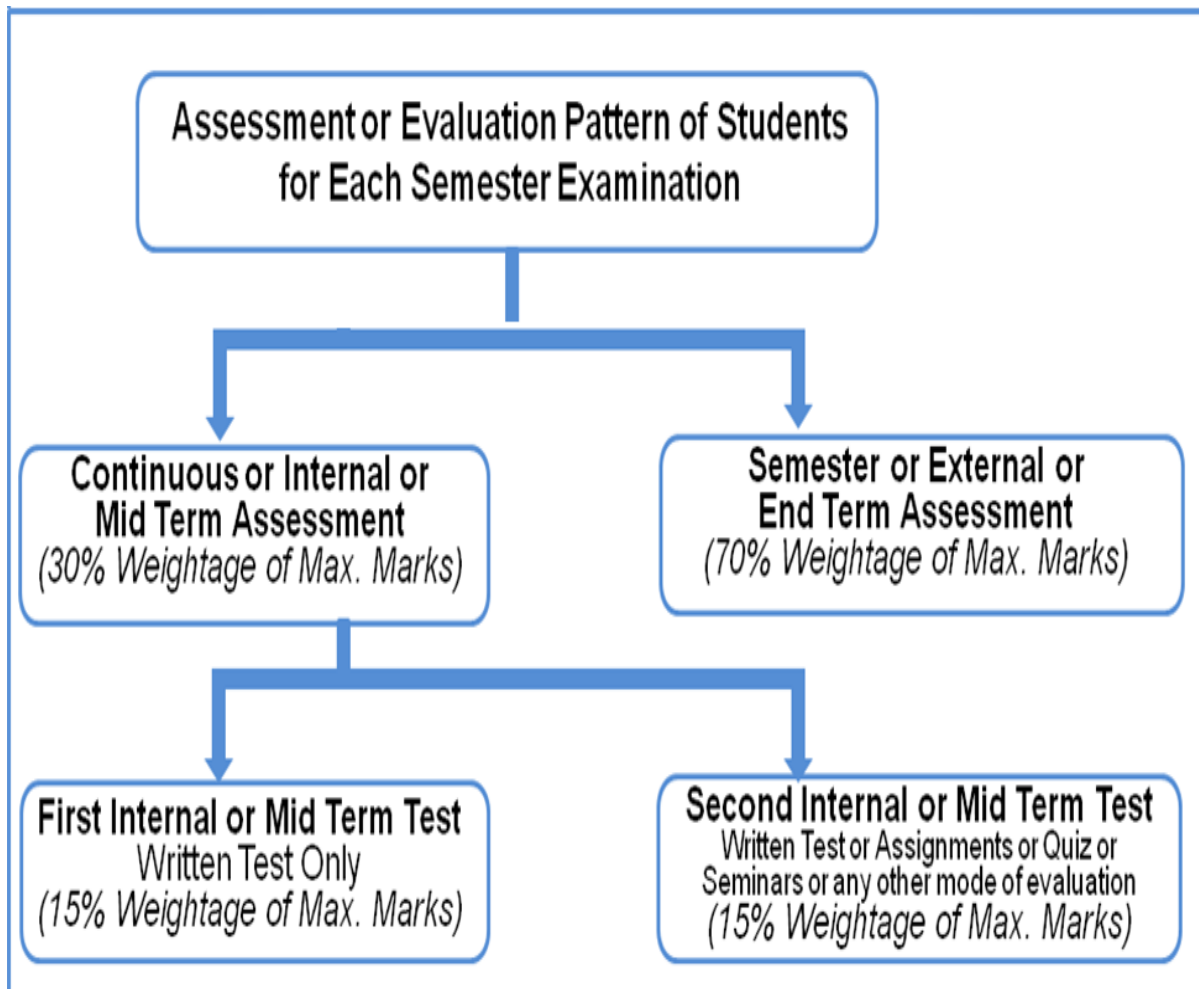 Assessment or Evaluation Pattern of Students
for Each Semester Examination
Continuous or Internal or
Mid Term Assessment
(30% Weightage of Max. Marks)
Semester or External or
End Term Assessment
(70% Weightage of Max. Marks)
First Internal or Mid Term Test
Written Test Only
(15% Weightage of Max. Marks)
Second Internal or Mid Term Test
Written Test or Assignments or Quiz or
Seminars or any other mode of evaluation
(15% Weightage of Max. Marks)